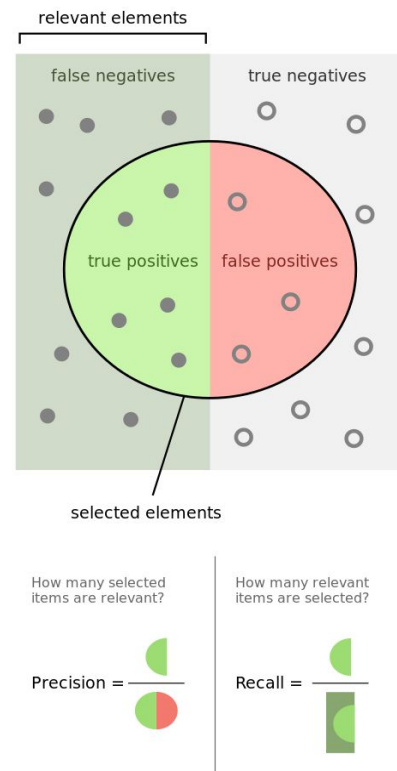 relevant elements
false negatives
true negatives
true positives
false positives
selected elements
How many selected
items are relevant?
How many relevant
items are selected?
Precision =
Recall =